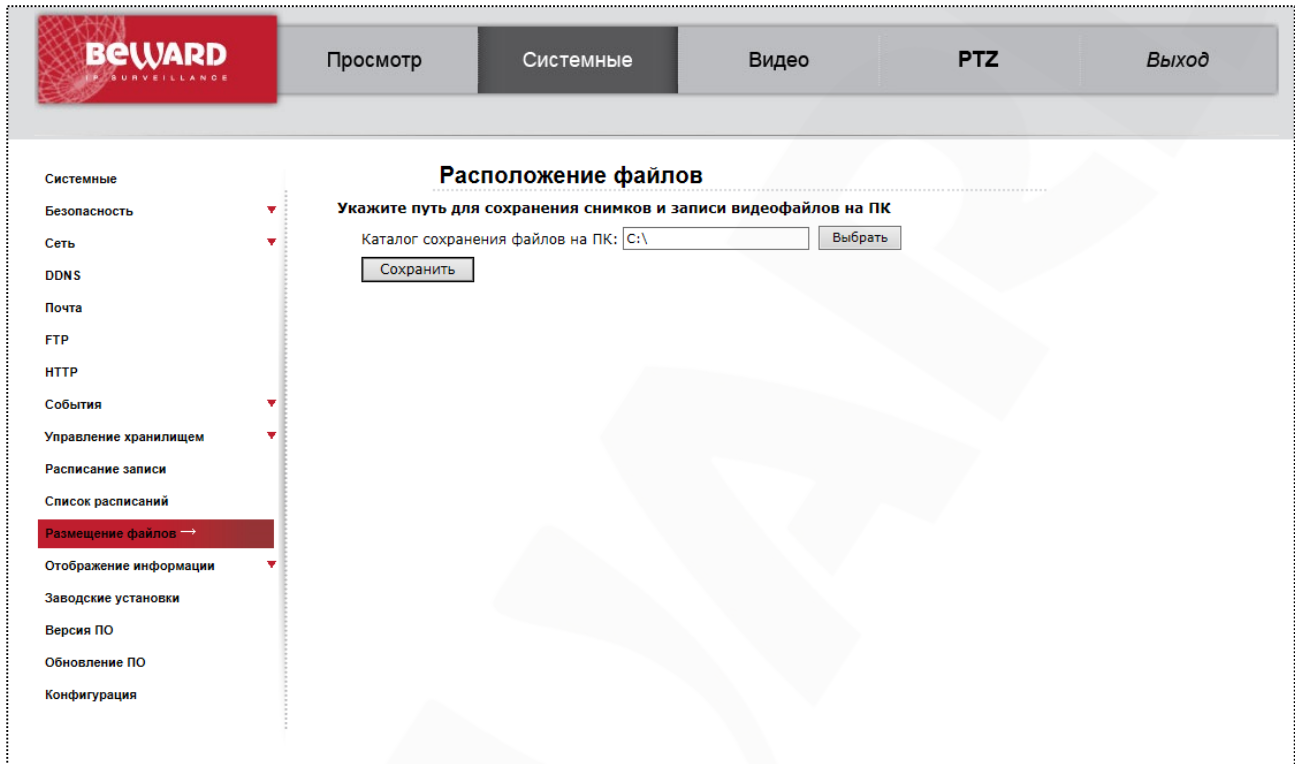 BEWARD
IP SURVEILLANCE
Просмотр
Системные
Видео
PTZ
Выход
Системные
Безопасность
Сеть
DDNS
Почта
FTP
HTTP
События
Управление хранилищем
Расписание записи
Список расписаний
Размещение файлов →
Отображение информации
Заводские установки
Версия ПО
Обновление ПО
Конфигурация
Расположение файлов
Укажите путь для сохранения снимков и записи видеофайлов на ПК
Каталог сохранения файлов на ПК: C:\ Выбрать
Сохранить